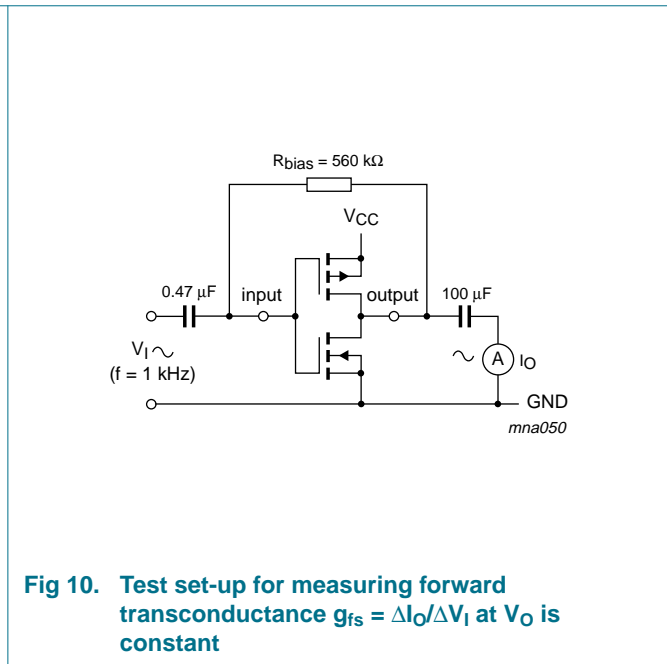 Rbias = 560 kΩ
VCC
0.47 μF
input
output
100 μF
VI
(f = 1 kHz)
A
IO
GND
mna050
Fig 10. Test set-up for measuring forward
transconductance gfs = ΔIO/ΔVI at VO is
constant